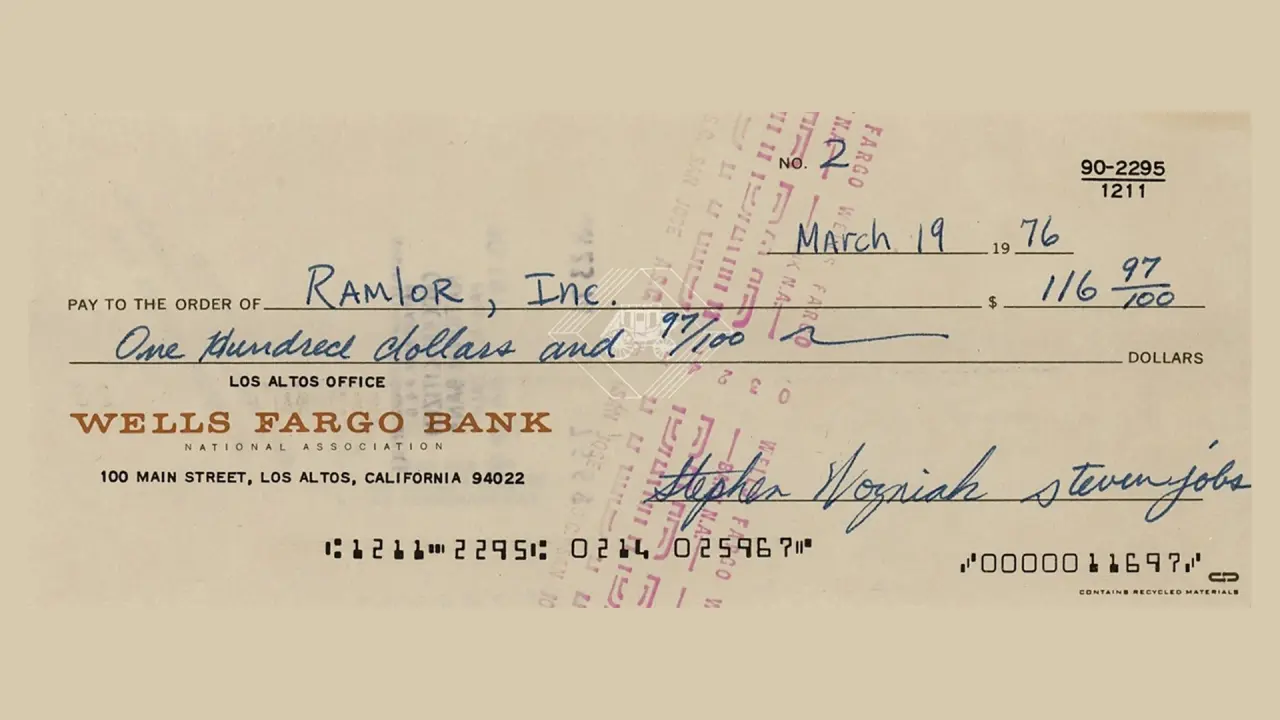 NO. 2
90-2295
1211
March 19 19 76
PAY TO THE ORDER OF Ramlor, Inc. $ 116 97/100
One Hundred dollars and 97/100 DOLLARS
LOS ALTOS OFFICE
WELLS FARGO BANK
NATIONAL ASSOCIATION
100 MAIN STREET, LOS ALTOS, CALIFORNIA 94022
Stephen Wozniak steven jobs
⑆1211⑉2295⑆ 0214 025967⑈
⑇0000011697⑇
CONTAINS RECYCLED MATERIALS